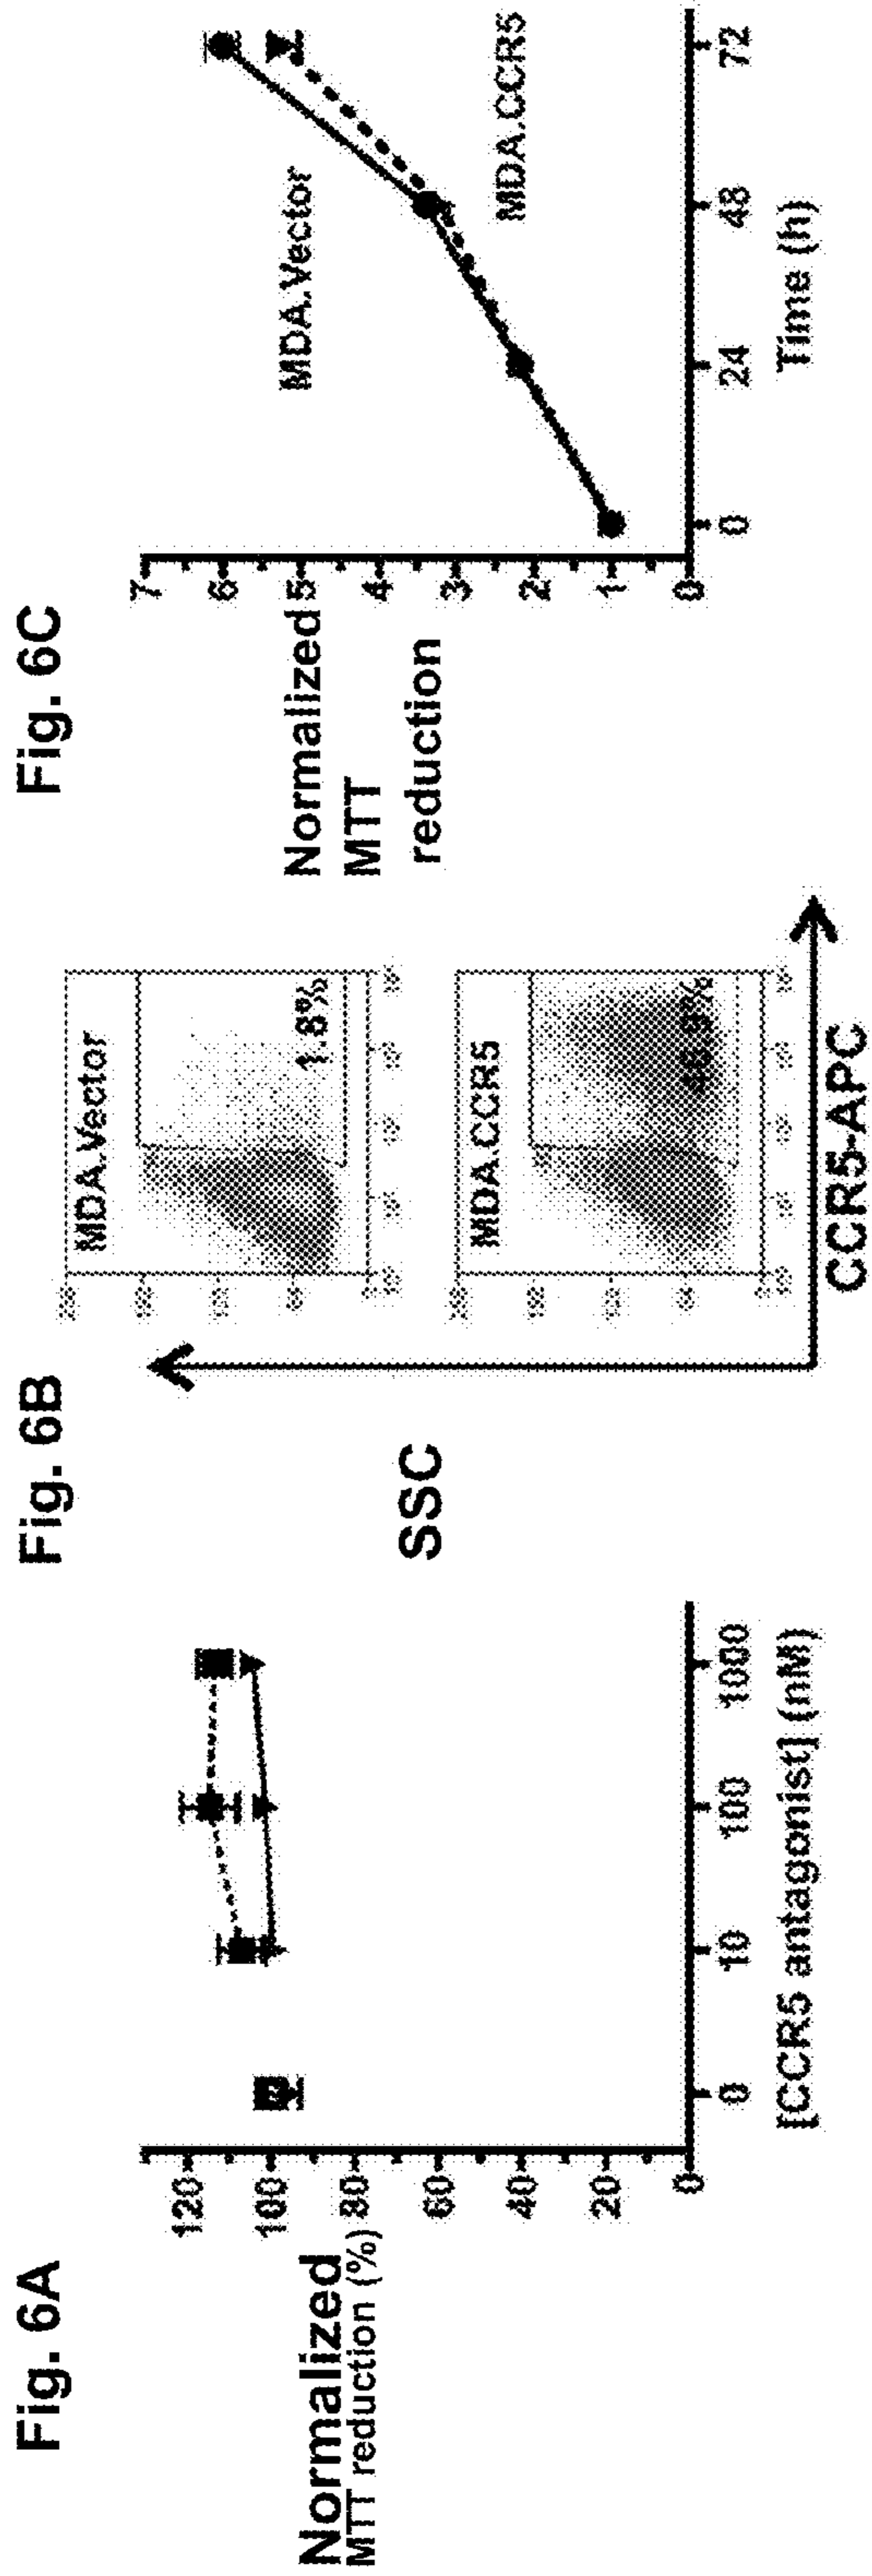 Fig. 6A
Normalized
MTT reduction (%)
120
100
80
60
40
20
0
0
10
100
1000
[CCR5 antagonist] (nM)
Fig. 6B
SSC
MDA.Vector
1.8%
MDA.CCR5
CCR5-APC
Fig. 6C
Normalized
MTT
reduction
7
6
5
4
3
2
1
0
MDA.Vector
MDA.CCR5
0
24
48
72
Time (h)